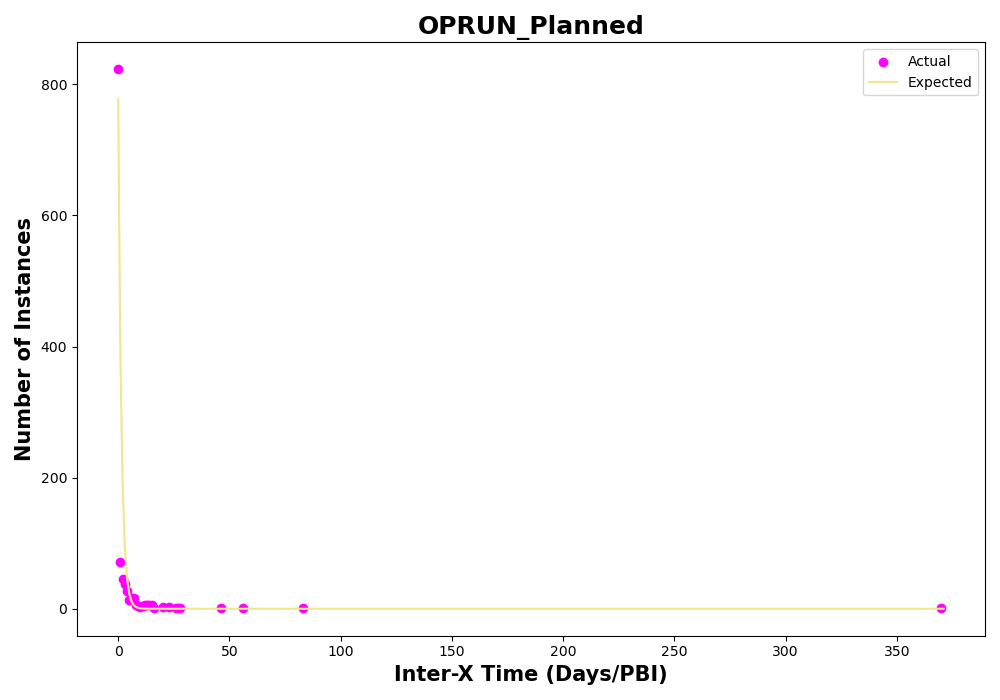 OPRUN_Planned
Actual
Expected
Number of Instances
800
600
400
200
0
0 50 100 150 200 250 300 350
Inter-X Time (Days/PBI)